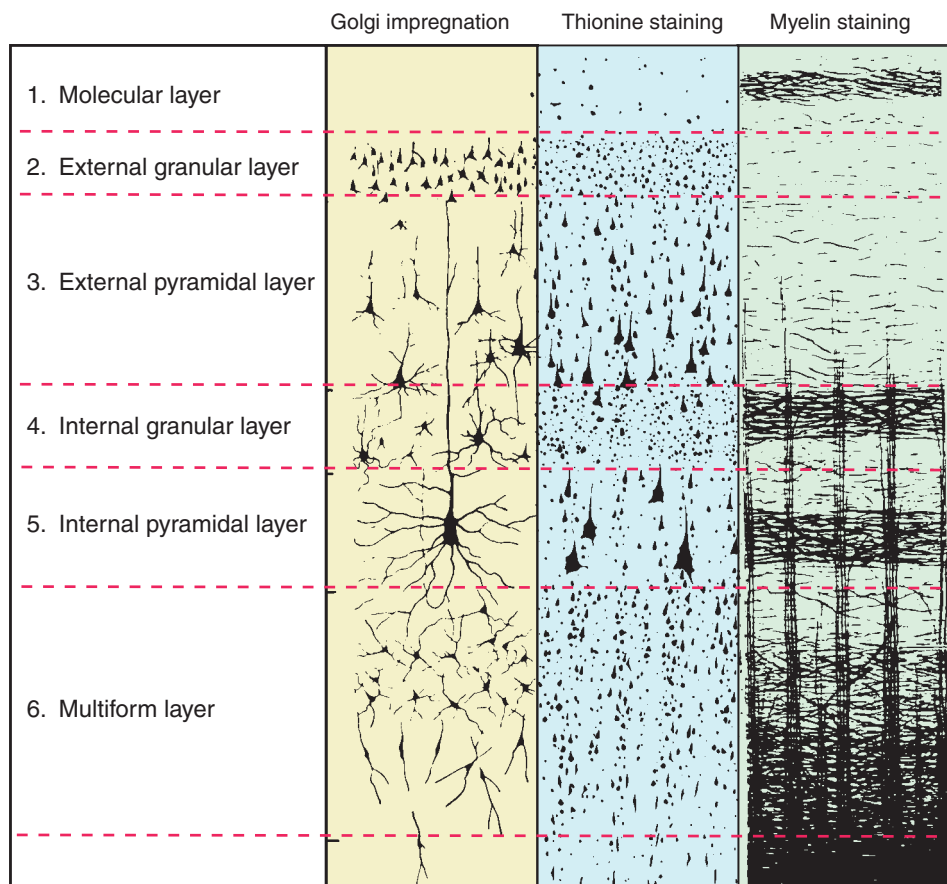 Golgi impregnation Thionine staining Myelin staining
1. Molecular layer
2. External granular layer
3. External pyramidal layer
4. Internal granular layer
5. Internal pyramidal layer
6. Multiform layer